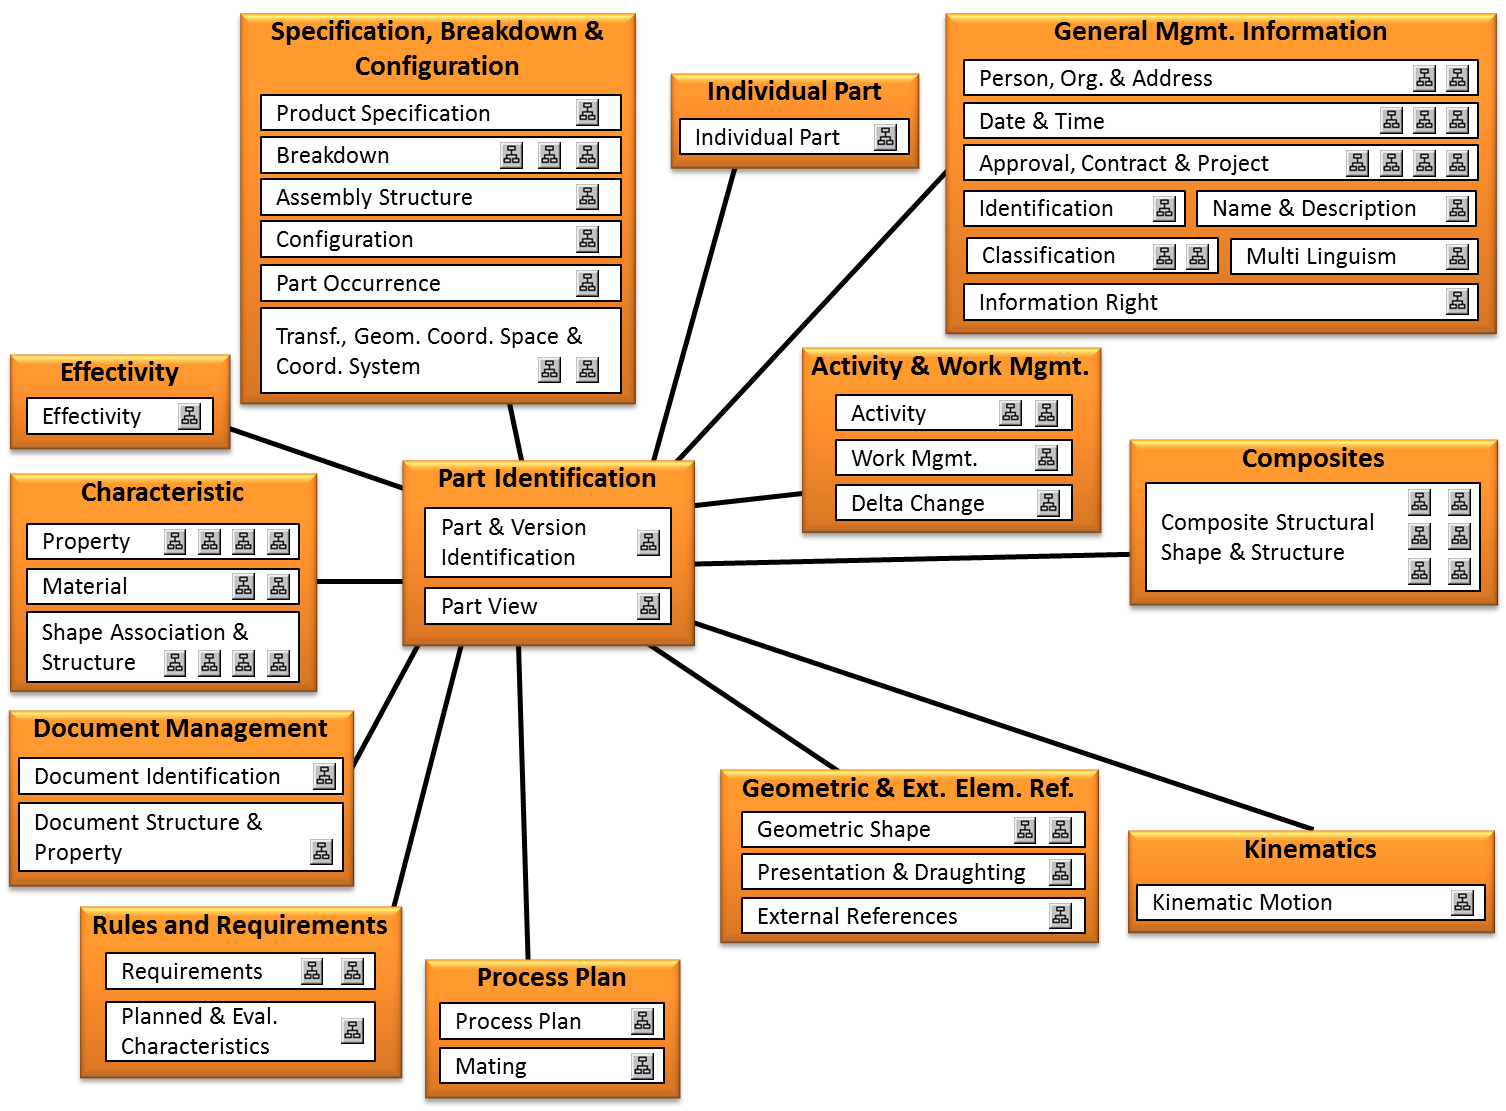 Specification, Breakdown &
Configuration
Product Specification
Breakdown
Assembly Structure
Configuration
Part Occurrence
Transf., Geom. Coord. Space &
Coord. System
Individual Part
Individual Part
General Mgmt. Information
Person, Org. & Address
Date & Time
Approval, Contract & Project
Identification
Name & Description
Classification
Multi Linguism
Information Right
Effectivity
Effectivity
Activity & Work Mgmt.
Activity
Work Mgmt.
Delta Change
Composites
Composite Structural
Shape & Structure
Part Identification
Part & Version
Identification
Part View
Characteristic
Property
Material
Shape Association &
Structure
Document Management
Document Identification
Document Structure &
Property
Geometric & Ext. Elem. Ref.
Geometric Shape
Presentation & Draughting
External References
Kinematics
Kinematic Motion
Rules and Requirements
Requirements
Planned & Eval.
Characteristics
Process Plan
Process Plan
Mating